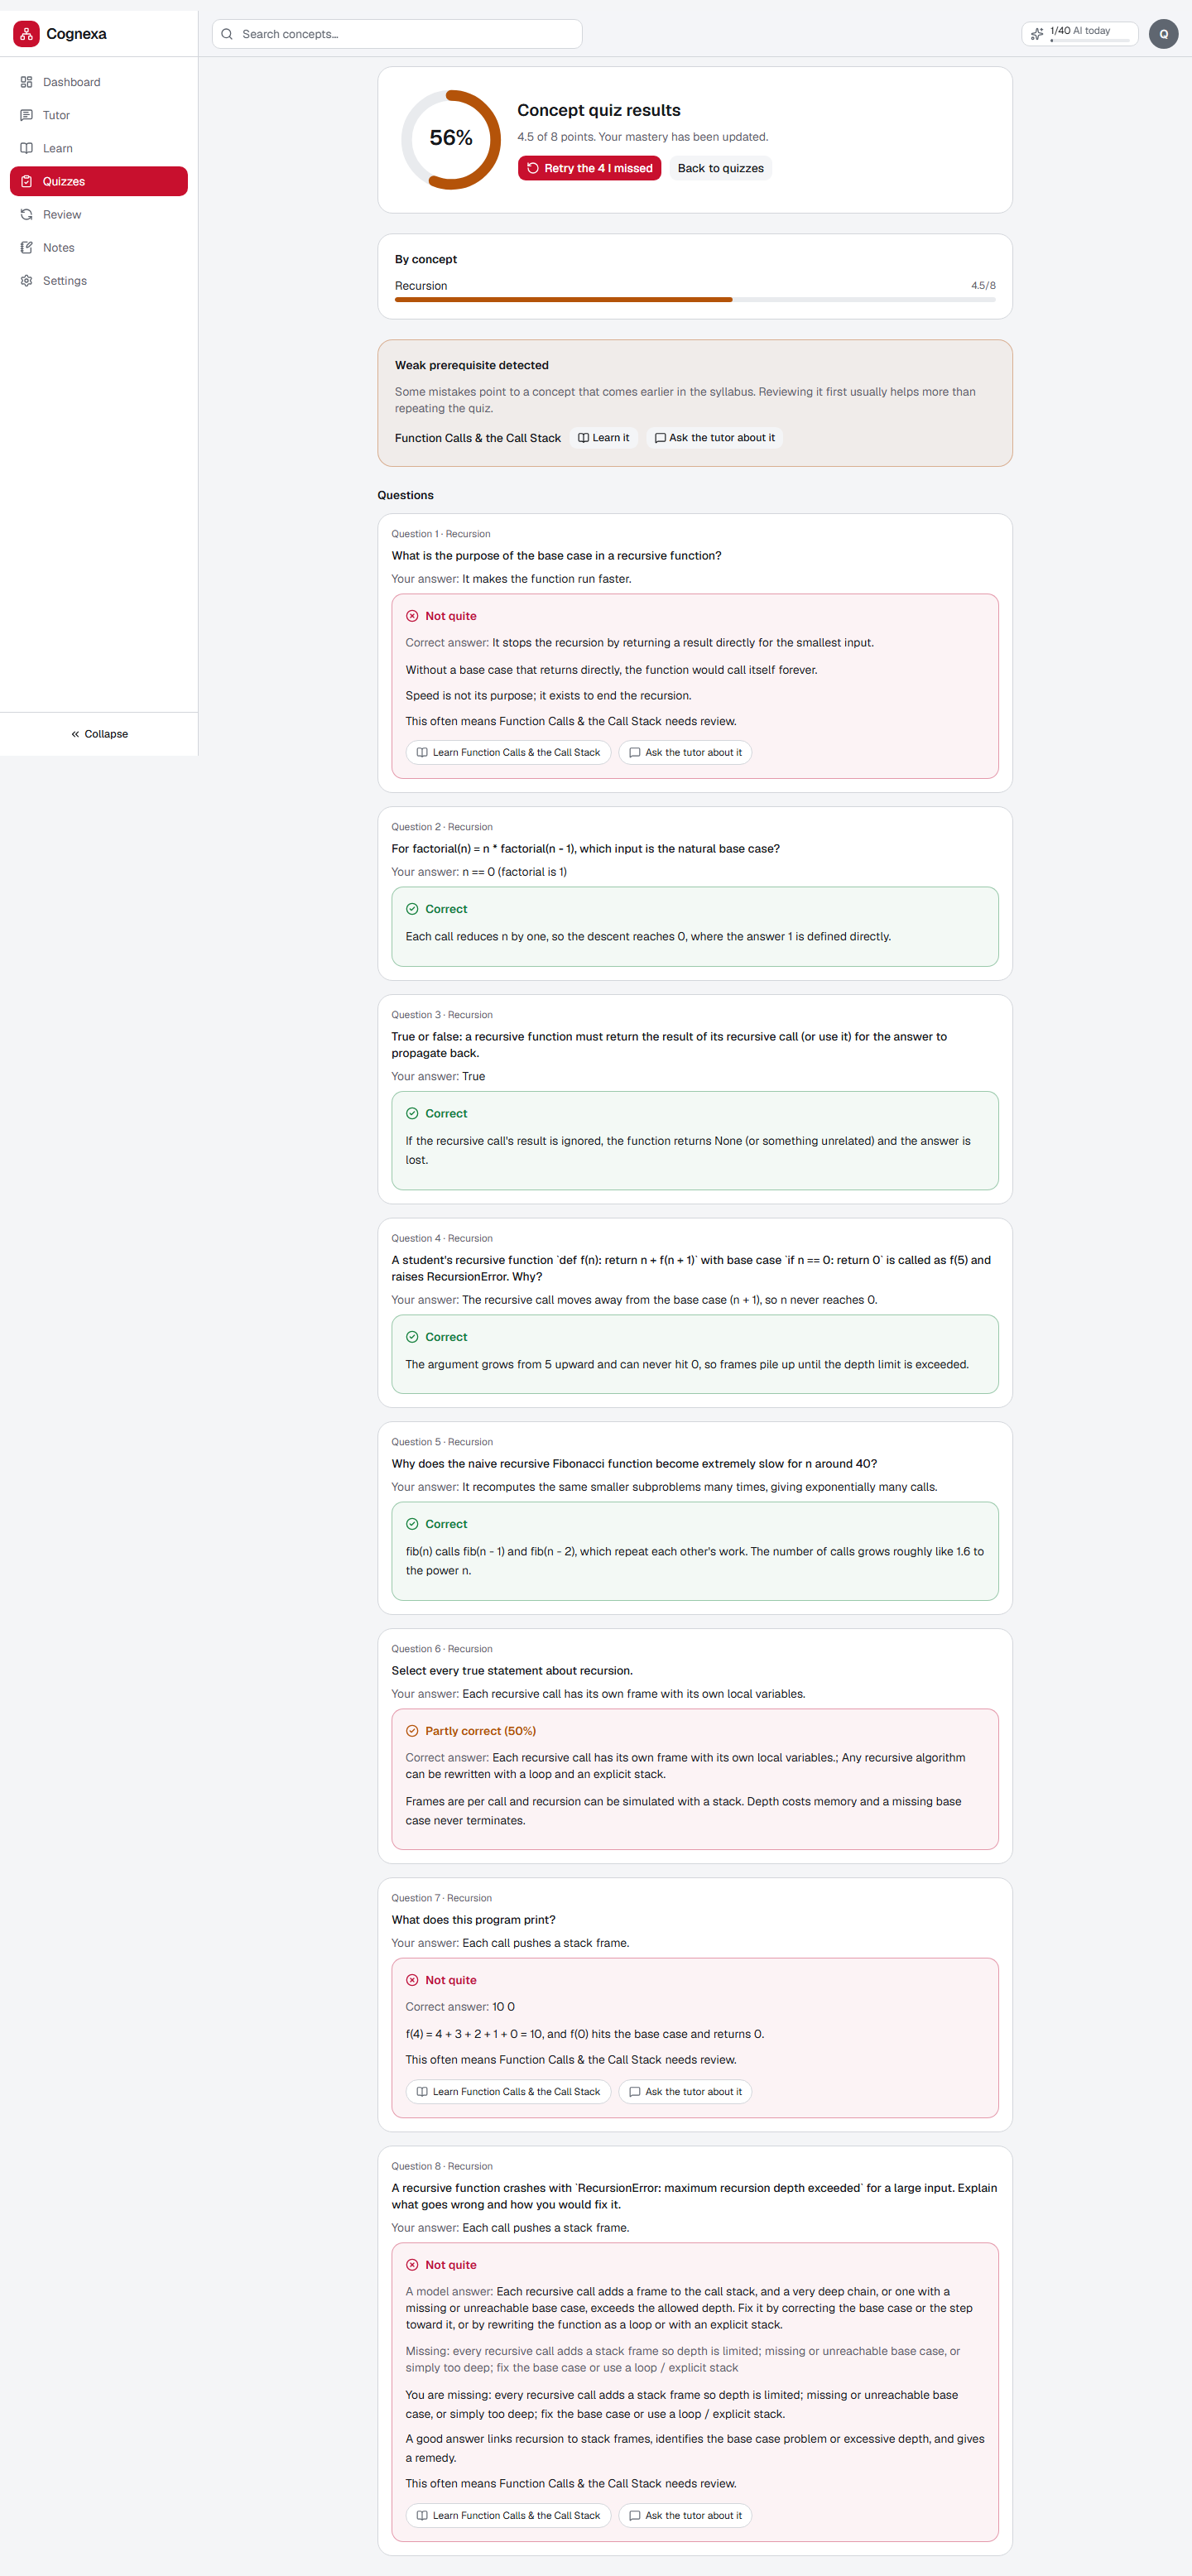 Cognexa
Search concepts...
1/40 AI today
Q
Dashboard
Tutor
Learn
Quizzes
Review
Notes
Settings
Collapse
56%
Concept quiz results
4.5 of 8 points. Your mastery has been updated.
Retry the 4 I missed
Back to quizzes
By concept
Recursion
4.5/8
Weak prerequisite detected
Some mistakes point to a concept that comes earlier in the syllabus. Reviewing it first usually helps more than
repeating the quiz.
Function Calls & the Call Stack
Learn it
Ask the tutor about it
Questions
Question 1 · Recursion
What is the purpose of the base case in a recursive function?
Your answer: It makes the function run faster.
Not quite
Correct answer: It stops the recursion by returning a result directly for the smallest input.
Without a base case that returns directly, the function would call itself forever.
Speed is not its purpose; it exists to end the recursion.
This often means Function Calls & the Call Stack needs review.
Learn Function Calls & the Call Stack
Ask the tutor about it
Question 2 · Recursion
For factorial(n) = n * factorial(n - 1), which input is the natural base case?
Your answer: n == 0 (factorial is 1)
Correct
Each call reduces n by one, so the descent reaches 0, where the answer 1 is defined directly.
Question 3 · Recursion
True or false: a recursive function must return the result of its recursive call (or use it) for the answer to
propagate back.
Your answer: True
Correct
If the recursive call's result is ignored, the function returns None (or something unrelated) and the answer is
lost.
Question 4 · Recursion
A student's recursive function `def f(n): return n + f(n + 1)` with base case `if n == 0: return 0` is called as f(5) and
raises RecursionError. Why?
Your answer: The recursive call moves away from the base case (n + 1), so n never reaches 0.
Correct
The argument grows from 5 upward and can never hit 0, so frames pile up until the depth limit is exceeded.
Question 5 · Recursion
Why does the naive recursive Fibonacci function become extremely slow for n around 40?
Your answer: It recomputes the same smaller subproblems many times, giving exponentially many calls.
Correct
fib(n) calls fib(n - 1) and fib(n - 2), which repeat each other's work. The number of calls grows roughly like 1.6 to
the power n.
Question 6 · Recursion
Select every true statement about recursion.
Your answer: Each recursive call has its own frame with its own local variables.
Partly correct (50%)
Correct answer: Each recursive call has its own frame with its own local variables.; Any recursive algorithm
can be rewritten with a loop and an explicit stack.
Frames are per call and recursion can be simulated with a stack. Depth costs memory and a missing base
case never terminates.
Question 7 · Recursion
What does this program print?
Your answer: Each call pushes a stack frame.
Not quite
Correct answer: 10 0
f(4) = 4 + 3 + 2 + 1 + 0 = 10, and f(0) hits the base case and returns 0.
This often means Function Calls & the Call Stack needs review.
Learn Function Calls & the Call Stack
Ask the tutor about it
Question 8 · Recursion
A recursive function crashes with `RecursionError: maximum recursion depth exceeded` for a large input. Explain
what goes wrong and how you would fix it.
Your answer: Each call pushes a stack frame.
Not quite
A model answer: Each recursive call adds a frame to the call stack, and a very deep chain, or one with a
missing or unreachable base case, exceeds the allowed depth. Fix it by correcting the base case or the step
toward it, or by rewriting the function as a loop or with an explicit stack.
Missing: every recursive call adds a stack frame so depth is limited; missing or unreachable base case, or
simply too deep; fix the base case or use a loop / explicit stack
You are missing: every recursive call adds a stack frame so depth is limited; missing or unreachable base
case, or simply too deep; fix the base case or use a loop / explicit stack.
A good answer links recursion to stack frames, identifies the base case problem or excessive depth, and gives
a remedy.
This often means Function Calls & the Call Stack needs review.
Learn Function Calls & the Call Stack
Ask the tutor about it